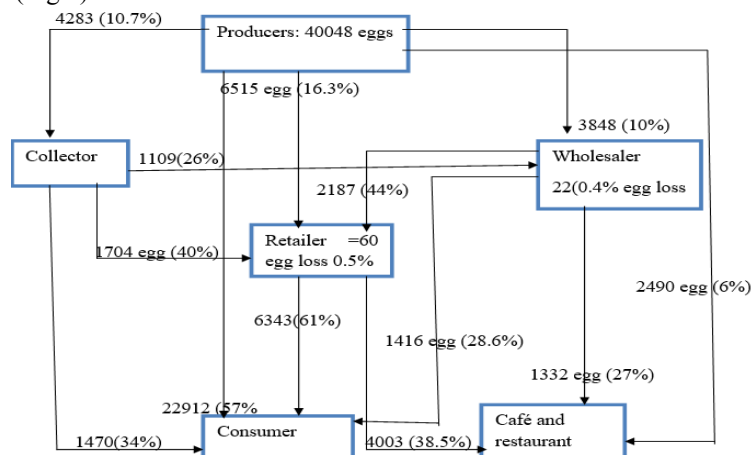 4283 (10.7%)
Producers: 40048 eggs
6515 egg (16.3%)
3848 (10%)
Collector
1109(26%)
Wholesaler
22(0.4% egg loss
2187 (44%)
Retailer =60
egg loss 0.5%
1704 egg (40%)
2490 egg (6%)
6343(61%)
1416 egg (28.6%)
1332 egg (27%)
22912 (57%
Consumer
Café and
restaurant
1470(34%)
4003 (38.5%)